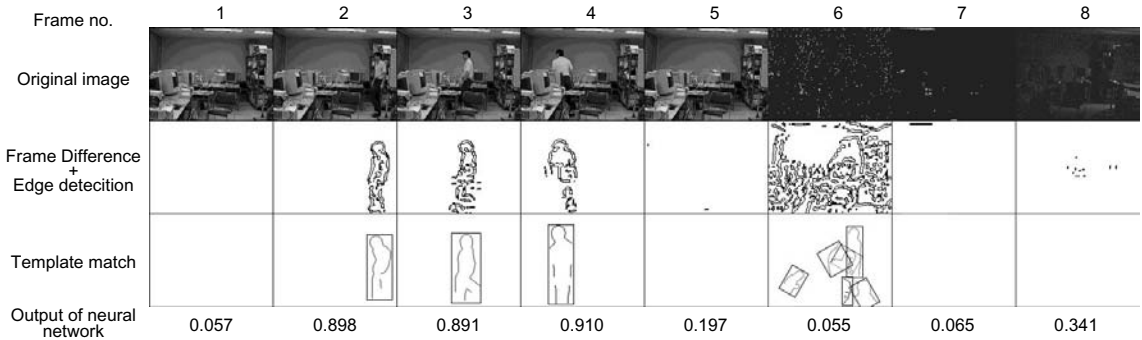 Frame no. 1 2 3 4 5 6 7 8
Original image
Frame Difference
+
Edge detecition
Template match
Output of neural
network
0.057 0.898 0.891 0.910 0.197 0.055 0.065 0.341